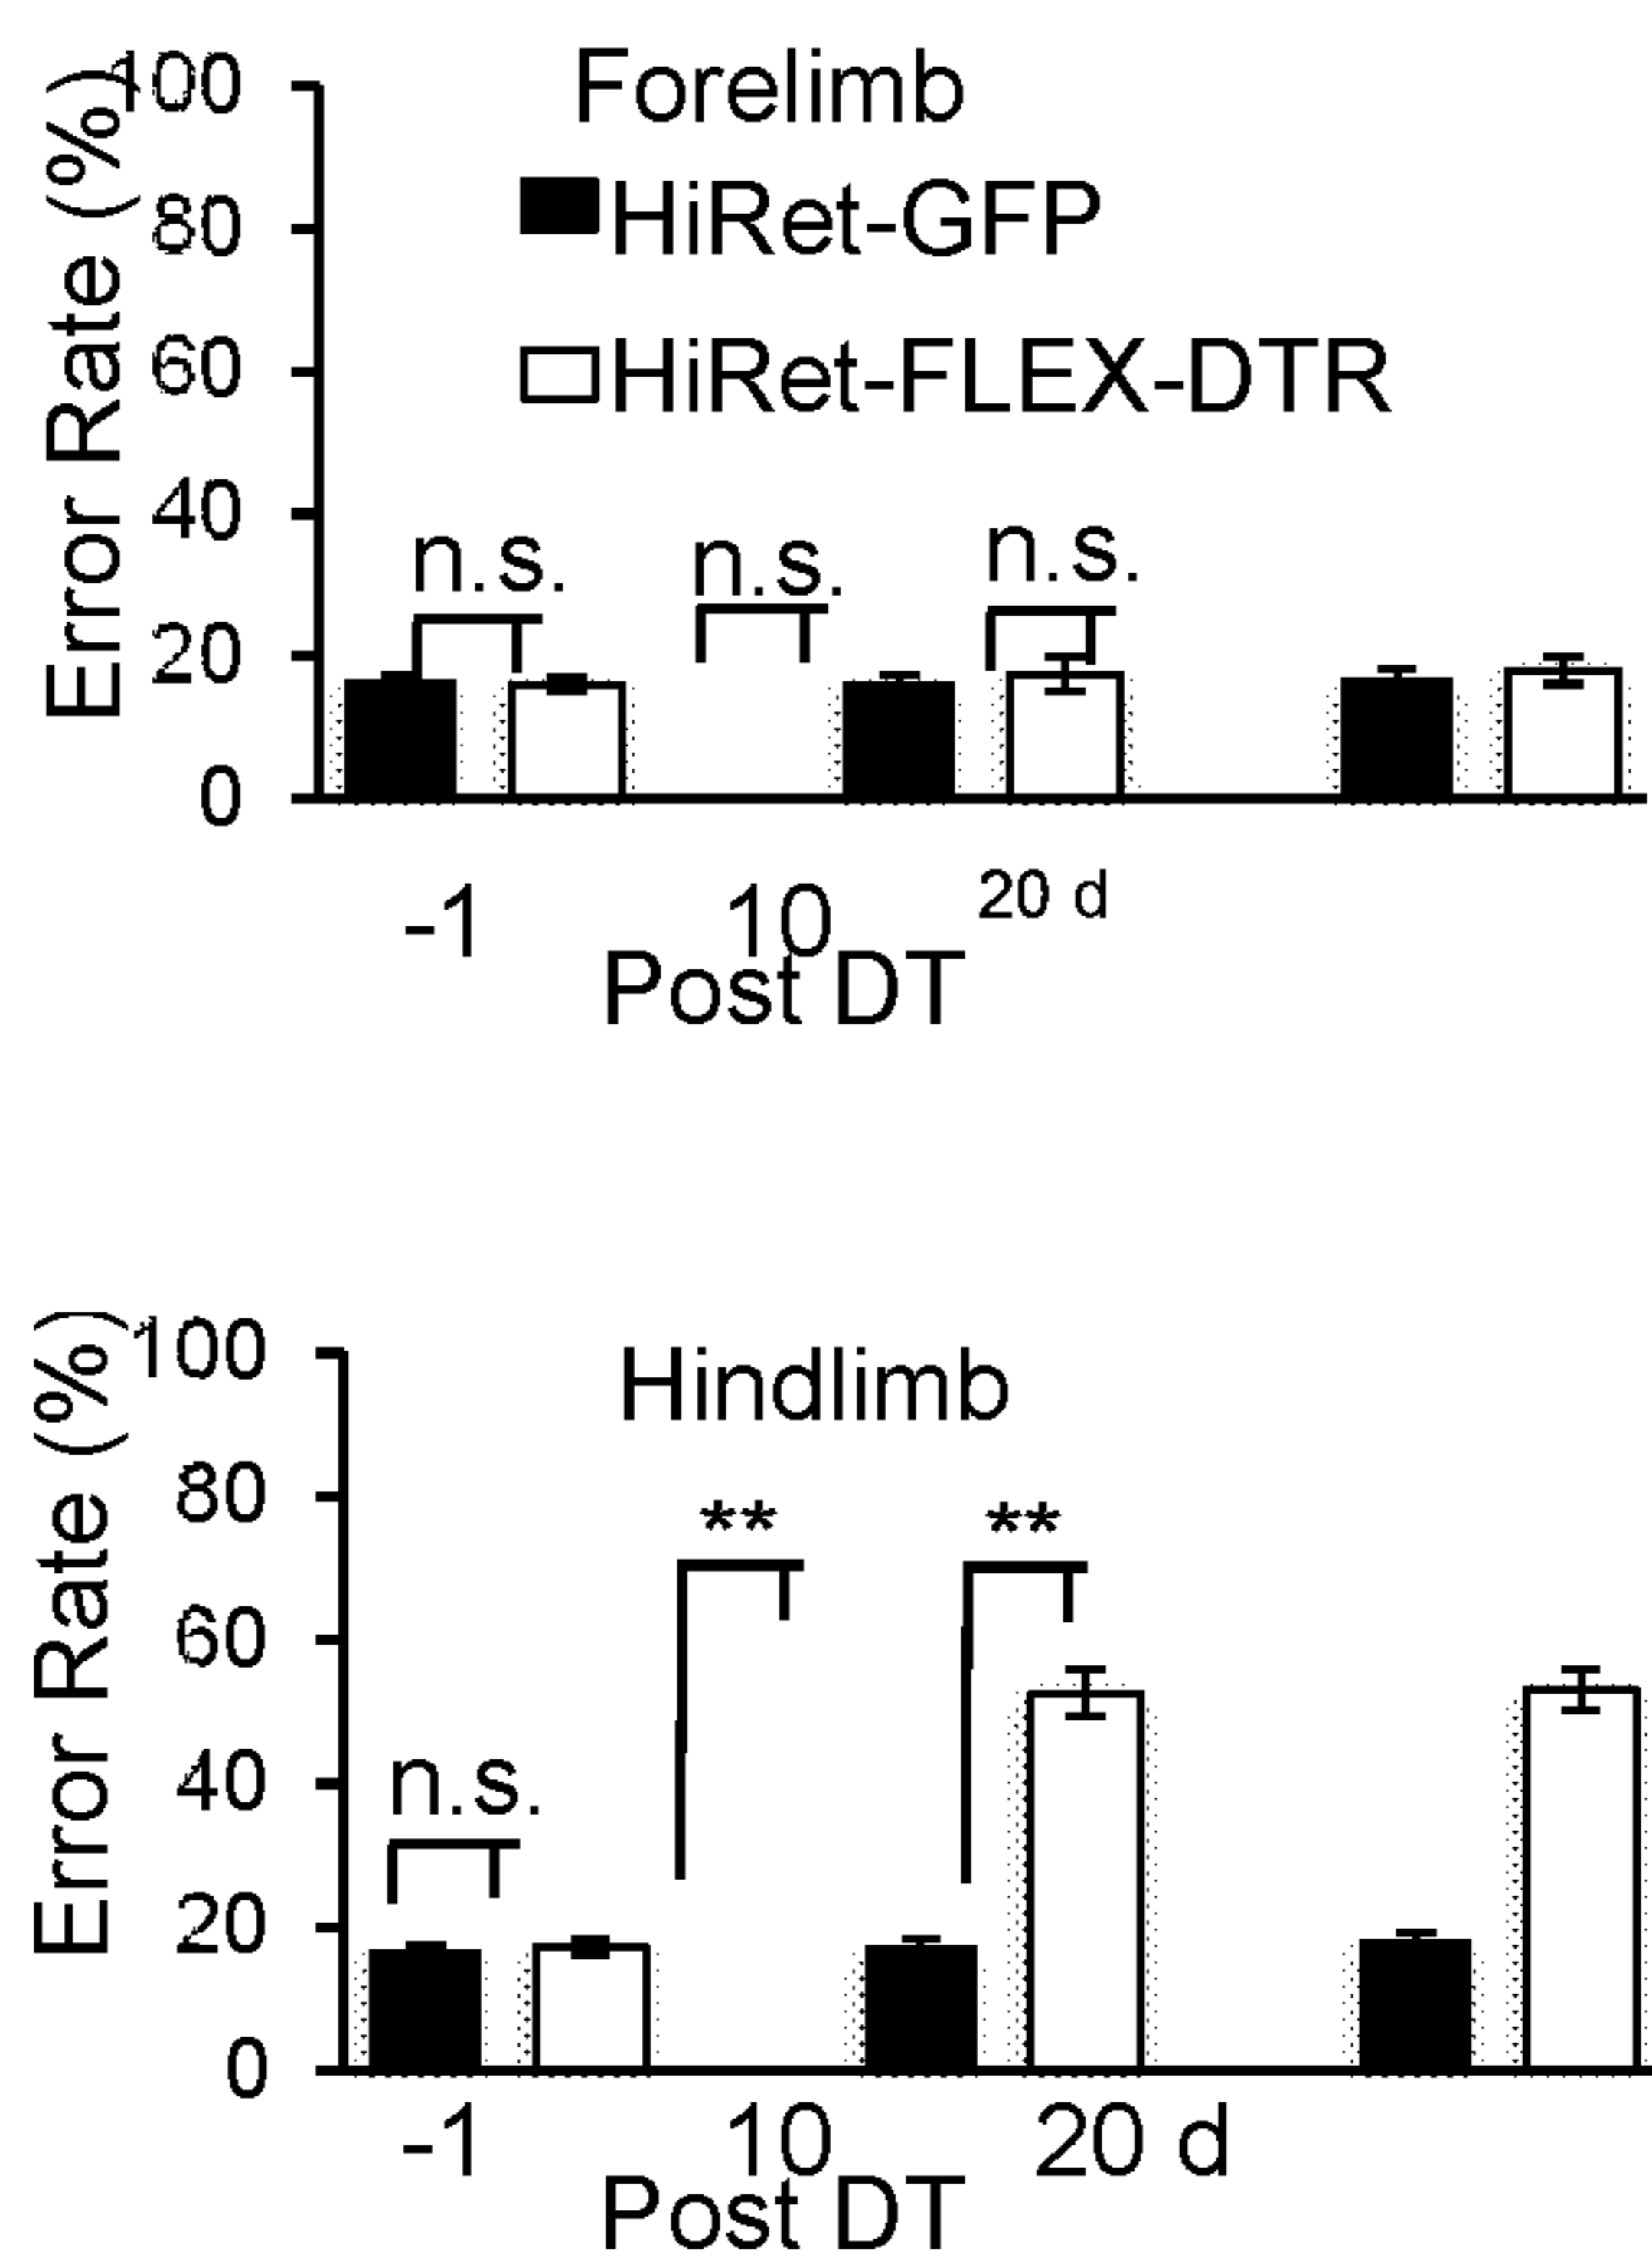 Forelimb
HiRet-GFP
HiRet-FLEX-DTR
Error Rate (%)
100
80
60
40
20
0
n.s.
n.s.
n.s.
-1
10
20 d
Post DT
Hindlimb
Error Rate (%)
100
80
60
40
20
0
n.s.
**
**
-1
10
20 d
Post DT